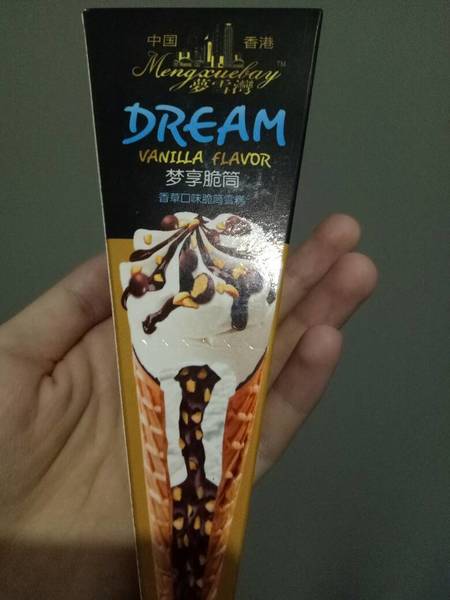 中国 香港
Mengxuebay™
夢雪灣
DREAM
VANILLA FLAVOR
梦享脆筒
香草口味脆筒雪糕